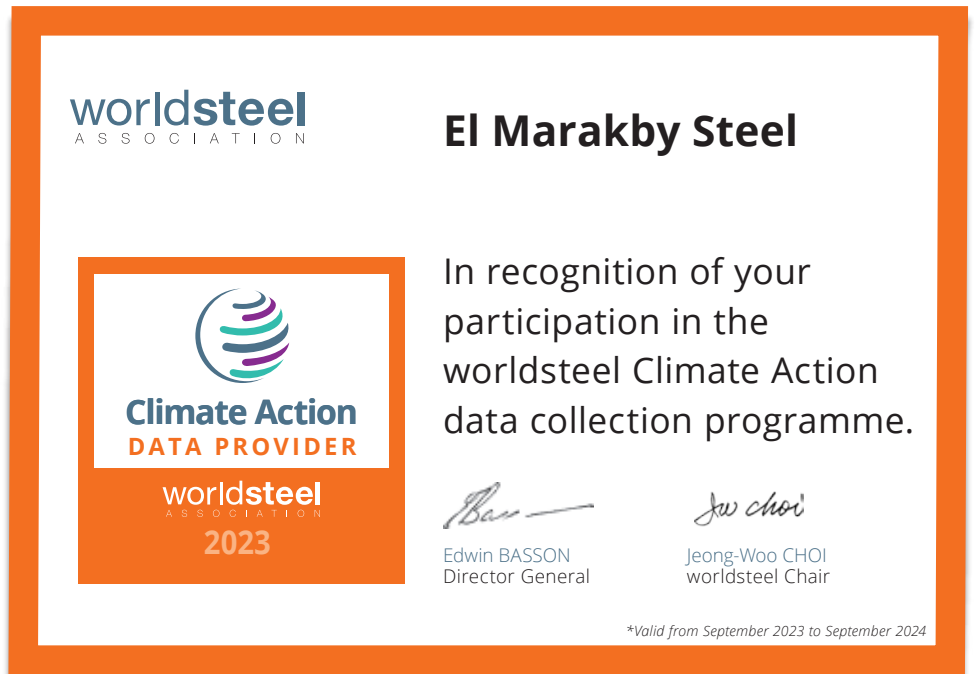 worldsteel
ASSOCIATION
El Marakby Steel
In recognition of your
participation in the
worldsteel Climate Action
data collection programme.
Climate Action
DATA PROVIDER
worldsteel
ASSOCIATION
2023
Jw choi
Edwin BASSON
Director General
Jeong-Woo CHOI
worldsteel Chair
*Valid from September 2023 to September 2024